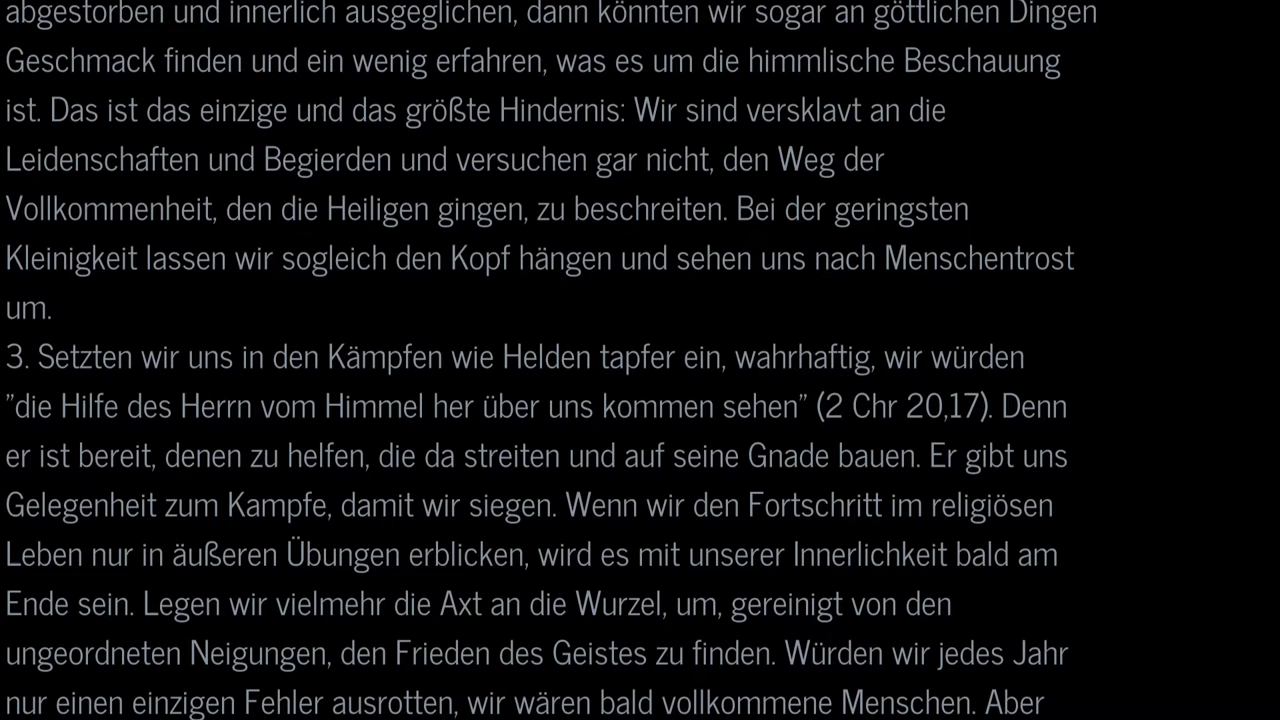 abgestorben und innerlich ausgeglichen, dann könnten wir sogar an göttlichen Dingen
Geschmack finden und ein wenig erfahren, was es um die himmlische Beschauung
ist. Das ist das einzige und das größte Hindernis: Wir sind versklavt an die
Leidenschaften und Begierden und versuchen gar nicht, den Weg der
Vollkommenheit, den die Heiligen gingen, zu beschreiten. Bei der geringsten
Kleinigkeit lassen wir sogleich den Kopf hängen und sehen uns nach Menschentrost
um.
3. Setzten wir uns in den Kämpfen wie Helden tapfer ein, wahrhaftig, wir würden
"die Hilfe des Herrn vom Himmel her über uns kommen sehen" (2 Chr 20,17). Denn
er ist bereit, denen zu helfen, die da streiten und auf seine Gnade bauen. Er gibt uns
Gelegenheit zum Kampfe, damit wir siegen. Wenn wir den Fortschritt im religiösen
Leben nur in äußeren Übungen erblicken, wird es mit unserer Innerlichkeit bald am
Ende sein. Legen wir vielmehr die Axt an die Wurzel, um, gereinigt von den
ungeordneten Neigungen, den Frieden des Geistes zu finden. Würden wir jedes Jahr
nur einen einzigen Fehler ausrotten, wir wären bald vollkommene Menschen. Aber